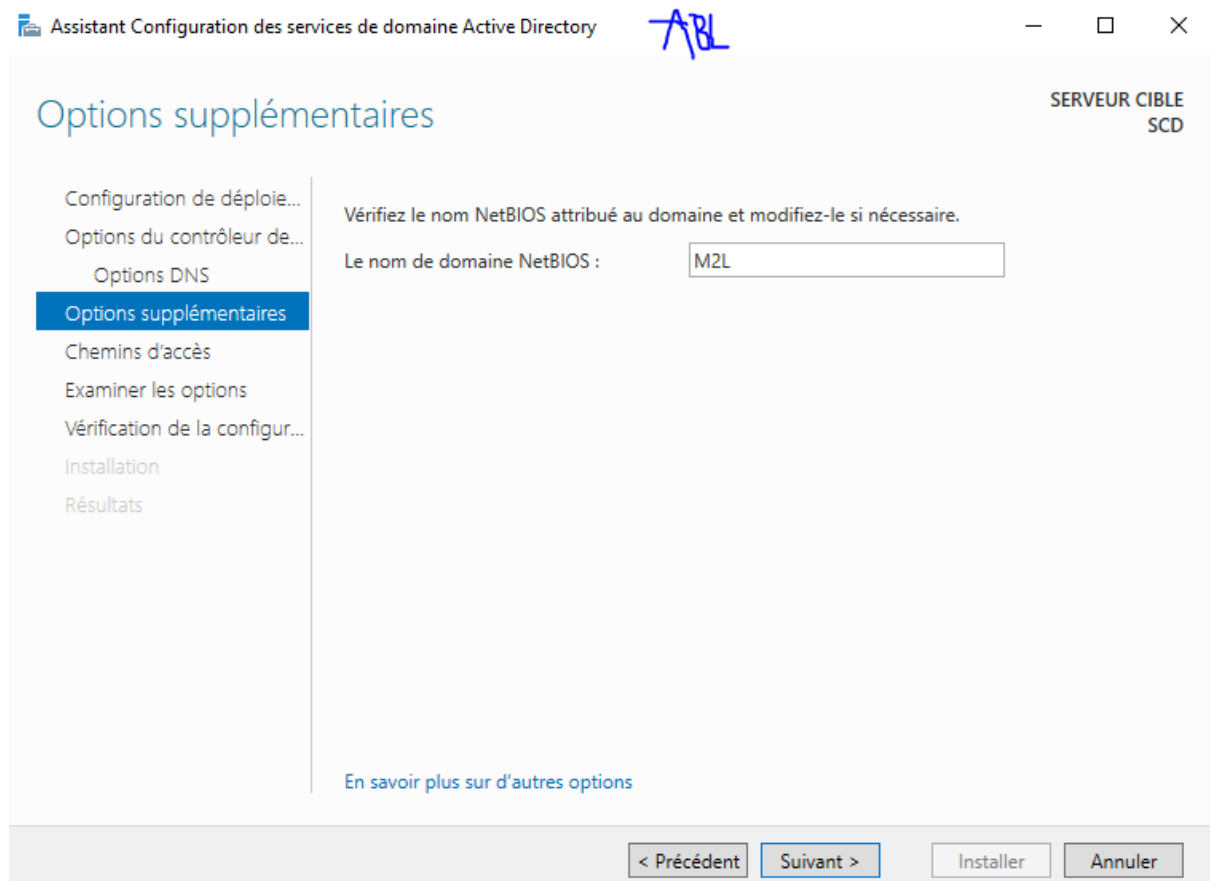 Assistant Configuration des services de domaine Active Directory ABL
Options supplémentaires
SERVEUR CIBLE
SCD
Configuration de déploie...
Options du contrôleur de...
Options DNS
Options supplémentaires
Chemins d'accès
Examiner les options
Vérification de la configur...
Installation
Résultats
Vérifiez le nom NetBIOS attribué au domaine et modifiez-le si nécessaire.
Le nom de domaine NetBIOS : M2L
En savoir plus sur d'autres options
< Précédent Suivant > Installer Annuler